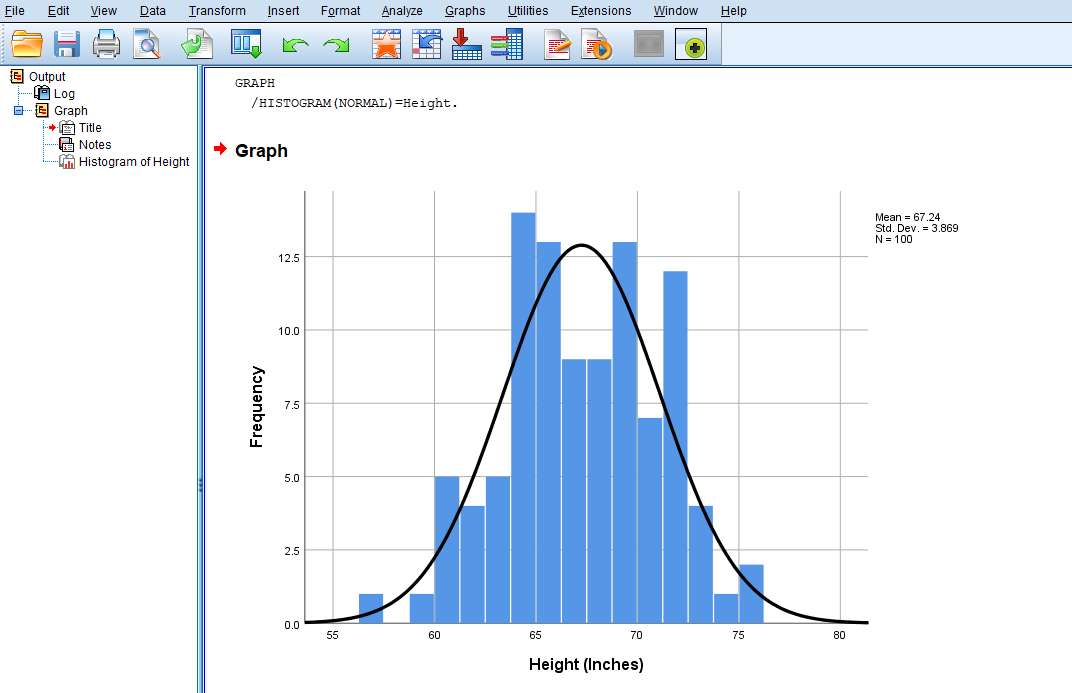 File Edit View Data Transform Insert Format Analyze Graphs Utilities Extensions Window Help
Output
Log
Graph
Title
Notes
Histogram of Height
GRAPH
/HISTOGRAM(NORMAL)=Height.
Graph
Mean = 67.24
Std. Dev. = 3.869
N = 100
Frequency
12.5
10.0
7.5
5.0
2.5
0.0
55 60 65 70 75 80
Height (Inches)